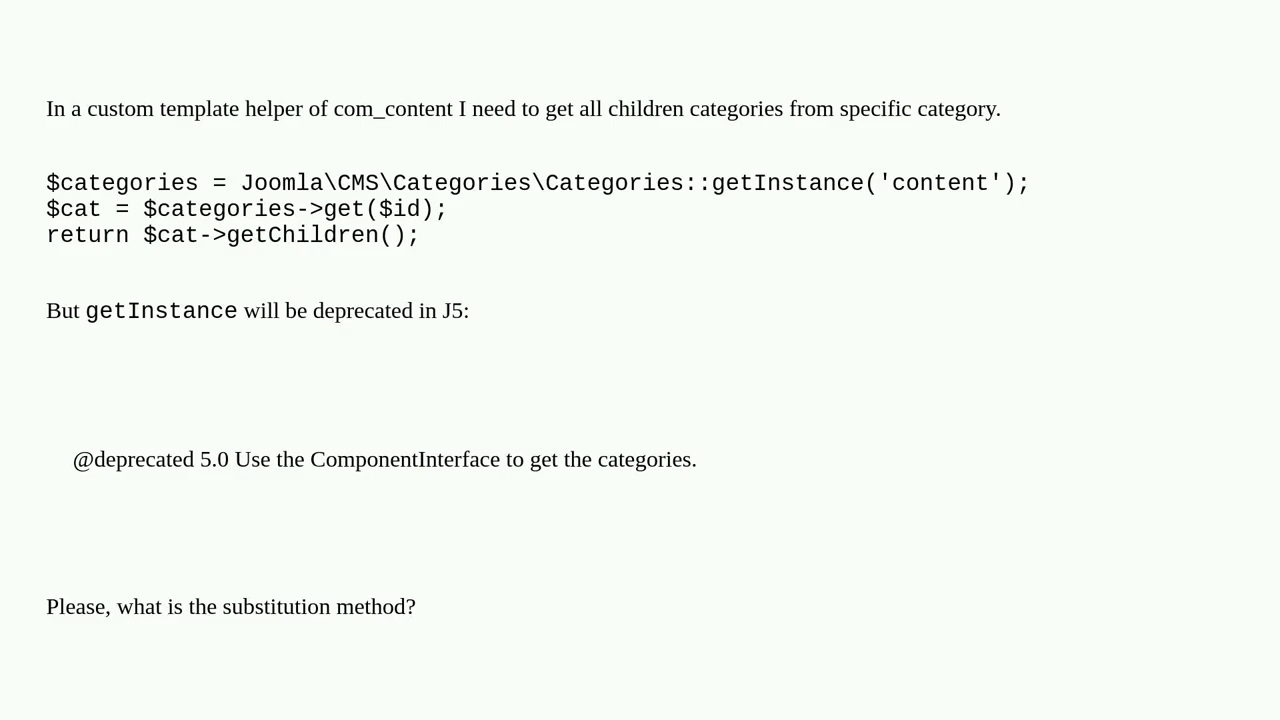 In a custom template helper of com_content I need to get all children categories from specific category.
$categories = Joomla\CMS\Categories\Categories::getInstance('content');
$cat = $categories->get($id);
return $cat->getChildren();
But getInstance will be deprecated in J5:
@deprecated 5.0 Use the ComponentInterface to get the categories.
Please, what is the substitution method?